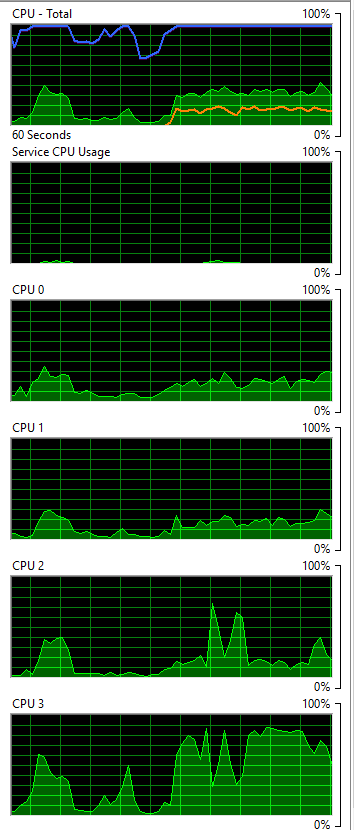 CPU - Total 100%
60 Seconds 0%
Service CPU Usage 100%
0%
CPU 0 100%
0%
CPU 1 100%
0%
CPU 2 100%
0%
CPU 3 100%
0%